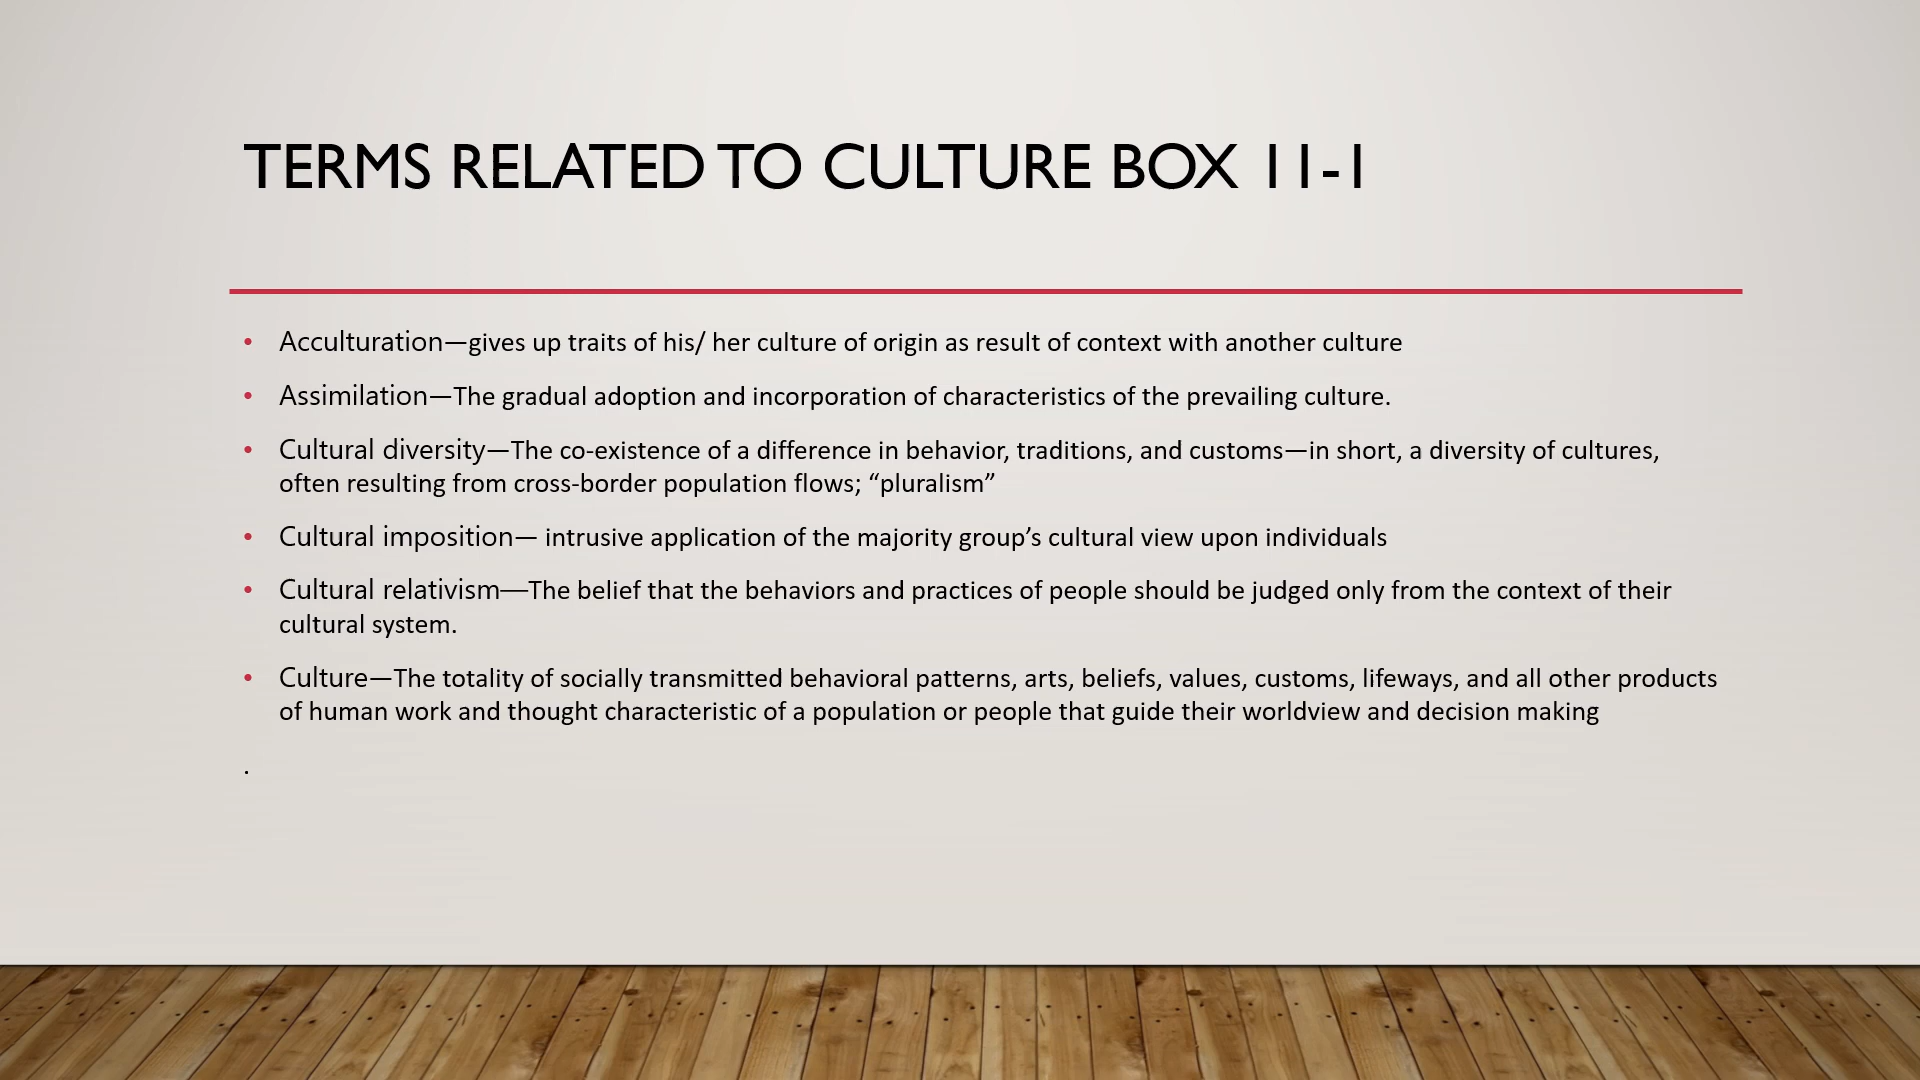 TERMS RELATED TO CULTURE BOX 11-1
• Acculturation—gives up traits of his/ her culture of origin as result of context with another culture
• Assimilation—The gradual adoption and incorporation of characteristics of the prevailing culture.
• Cultural diversity—The co-existence of a difference in behavior, traditions, and customs—in short, a diversity of cultures,
often resulting from cross-border population flows; “pluralism”
• Cultural imposition— intrusive application of the majority group’s cultural view upon individuals
• Cultural relativism—The belief that the behaviors and practices of people should be judged only from the context of their
cultural system.
• Culture—The totality of socially transmitted behavioral patterns, arts, beliefs, values, customs, lifeways, and all other products
of human work and thought characteristic of a population or people that guide their worldview and decision making
.